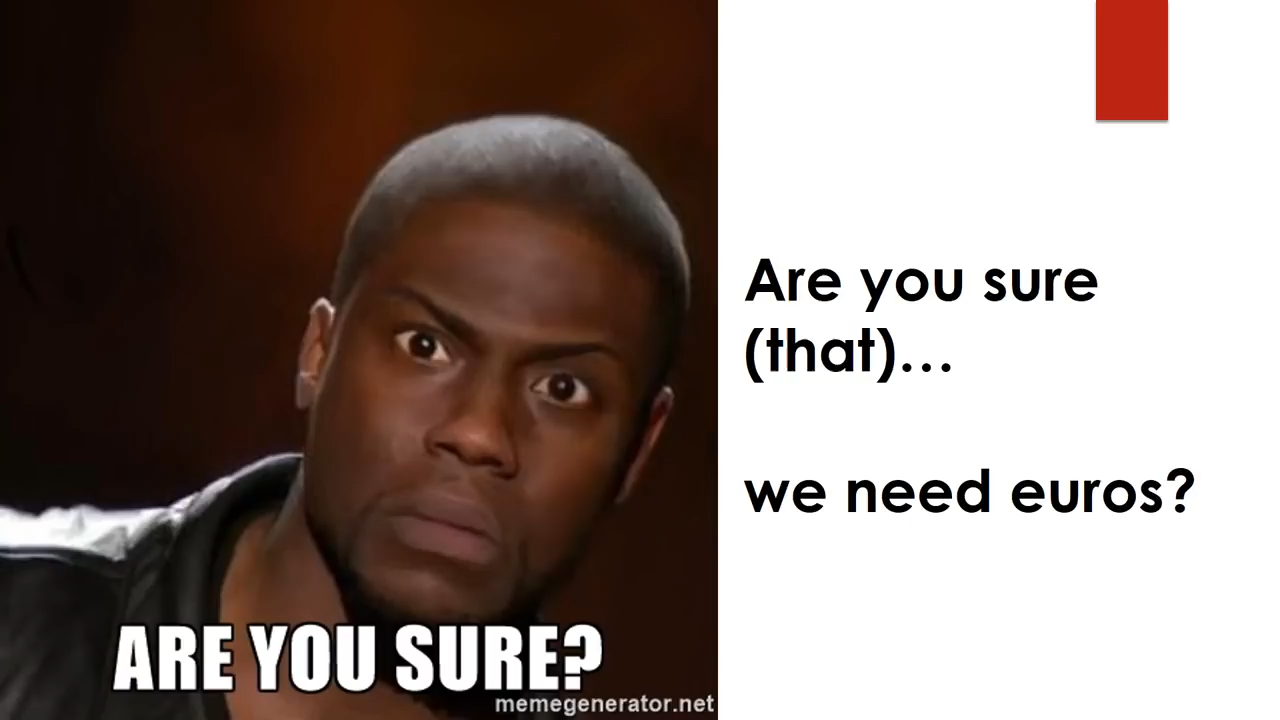 ARE YOU SURE?
memegenerator.net
Are you sure
(that)…
we need euros?